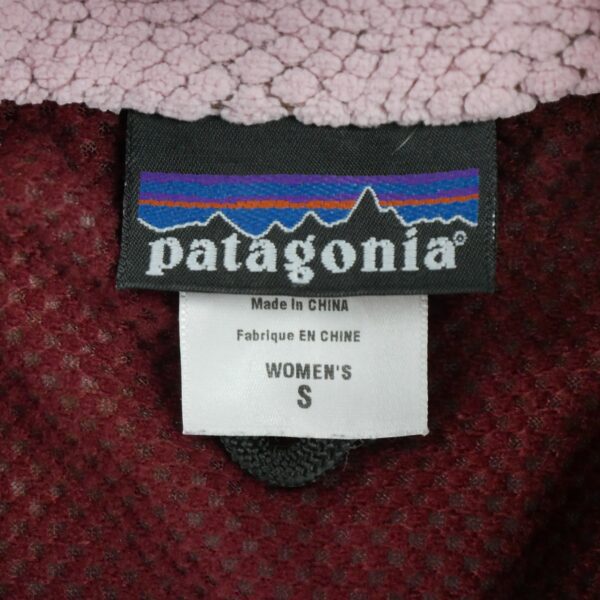 patagonia®
Made In CHINA
Fabrique EN CHINE
WOMEN'S
S